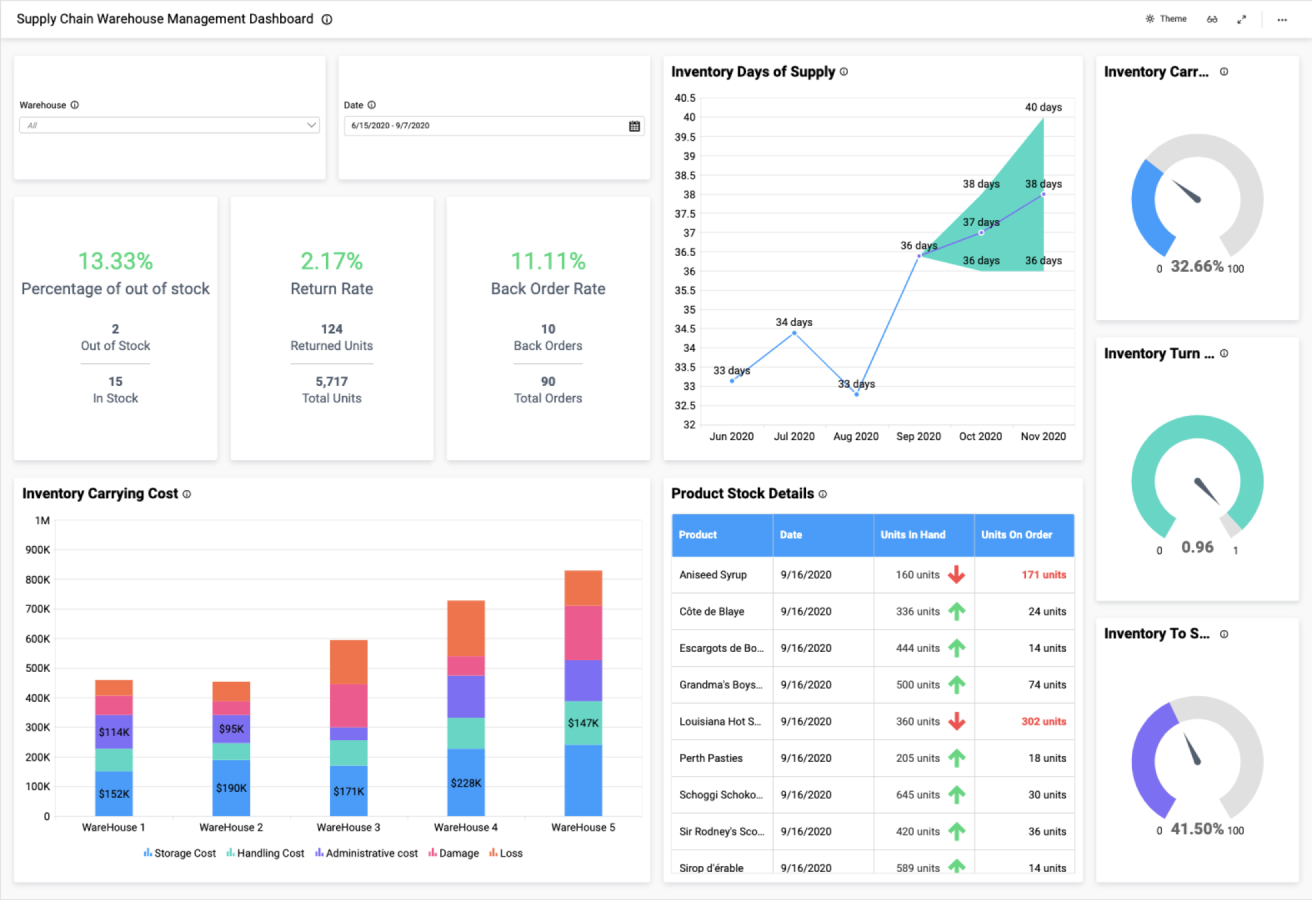 Supply Chain Warehouse Management Dashboard
Theme
Warehouse
All
Date
6/15/2020 - 9/7/2020
13.33%
Percentage of out of stock
2
Out of Stock
15
In Stock
2.17%
Return Rate
124
Returned Units
5,717
Total Units
11.11%
Back Order Rate
10
Back Orders
90
Total Orders
Inventory Days of Supply
40.5
40
39.5
39
38.5
38
37.5
37
36.5
36
35.5
35
34.5
34
33.5
33
32.5
32
33 days
34 days
33 days
36 days
38 days
37 days
36 days
40 days
38 days
36 days
Jun 2020 Jul 2020 Aug 2020 Sep 2020 Oct 2020 Nov 2020
Inventory Carr...
0 32.66% 100
Inventory Turn ...
0 0.96 1
Inventory To S...
0 41.50% 100
Inventory Carrying Cost
1M
900K
800K
700K
600K
500K
400K
300K
200K
100K
0
$114K
$152K
$95K
$190K
$171K
$228K
$147K
WareHouse 1 WareHouse 2 WareHouse 3 WareHouse 4 WareHouse 5
Storage Cost Handling Cost Administrative cost Damage Loss
Product Stock Details
Product Date Units In Hand Units On Order
Aniseed Syrup 9/16/2020 160 units 171 units
Côte de Blaye 9/16/2020 336 units 24 units
Escargots de Bo... 9/16/2020 444 units 14 units
Grandma's Boys... 9/16/2020 500 units 74 units
Louisiana Hot S... 9/16/2020 360 units 302 units
Perth Pasties 9/16/2020 205 units 18 units
Schoggi Schoko... 9/16/2020 645 units 30 units
Sir Rodney's Sco... 9/16/2020 420 units 36 units
Sirop d'érable 9/16/2020 589 units 14 units